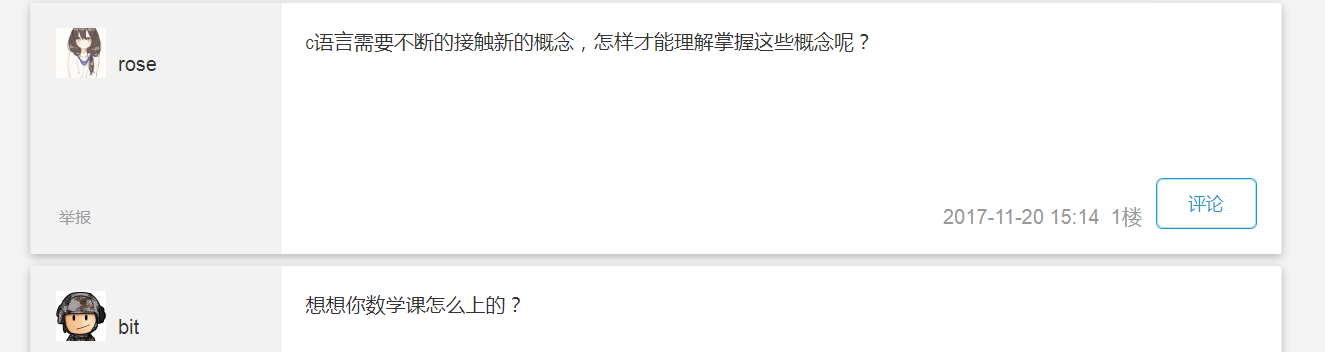 rose
c语言需要不断的接触新的概念，怎样才能理解掌握这些概念呢？
举报
2017-11-20 15:14 1楼
评论
bit
想想你数学课怎么上的？